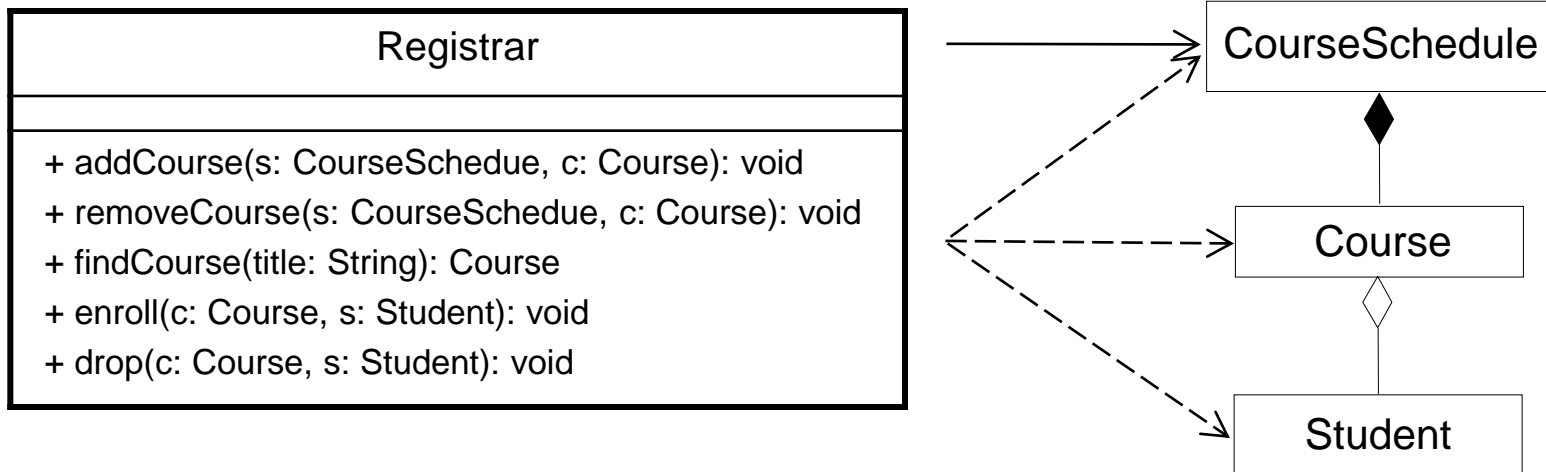 Registrar
+ addCourse(s: CourseSchedue, c: Course): void
+ removeCourse(s: CourseSchedue, c: Course): void
+ findCourse(title: String): Course
+ enroll(c: Course, s: Student): void
+ drop(c: Course, s: Student): void
CourseSchedule
Course
Student